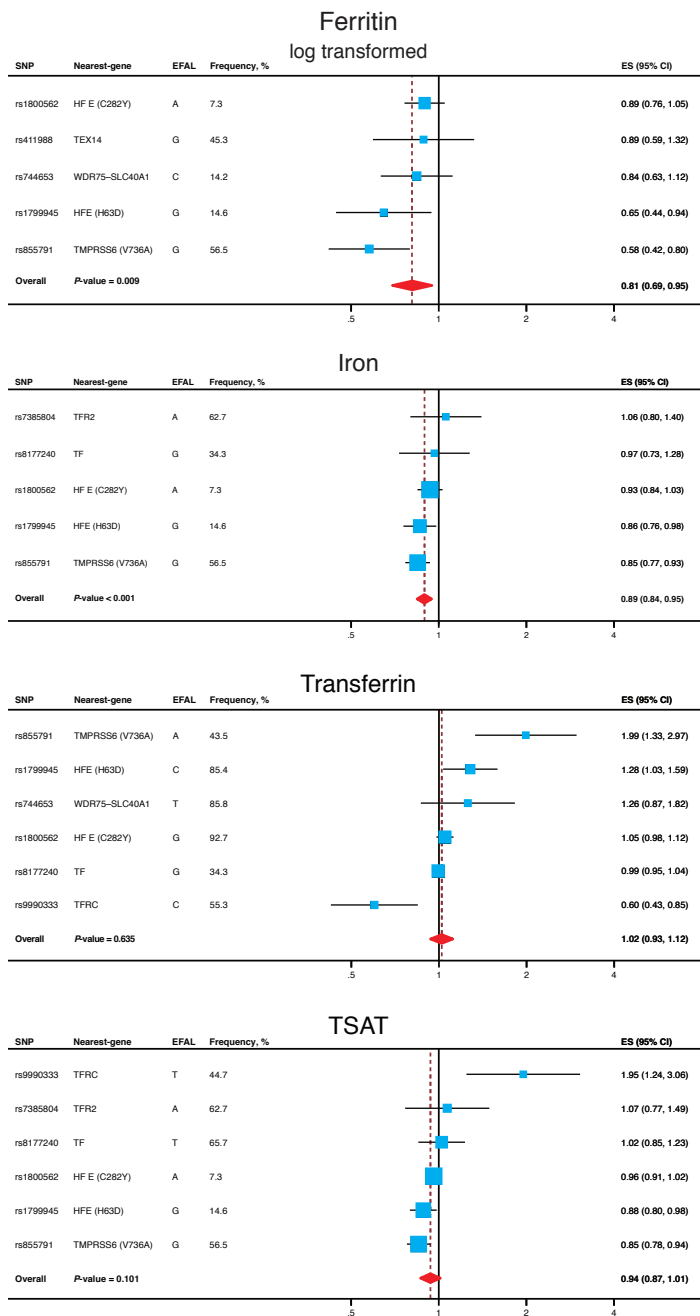 Ferritin
log transformed
SNP Nearest-gene EFAL Frequency, % ES (95% CI)
rs1800562 HF E (C282Y) A 7.3 0.89 (0.76, 1.05)
rs411988 TEX14 G 45.3 0.89 (0.59, 1.32)
rs744653 WDR75–SLC40A1 C 14.2 0.84 (0.63, 1.12)
rs1799945 HFE (H63D) G 14.6 0.65 (0.44, 0.94)
rs855791 TMPRSS6 (V736A) G 56.5 0.58 (0.42, 0.80)
Overall P-value = 0.009 0.81 (0.69, 0.95)
.5 1 2 4
Iron
SNP Nearest-gene EFAL Frequency, % ES (95% CI)
rs7385804 TFR2 A 62.7 1.06 (0.80, 1.40)
rs8177240 TF G 34.3 0.97 (0.73, 1.28)
rs1800562 HF E (C282Y) A 7.3 0.93 (0.84, 1.03)
rs1799945 HFE (H63D) G 14.6 0.86 (0.76, 0.98)
rs855791 TMPRSS6 (V736A) G 56.5 0.85 (0.77, 0.93)
Overall P-value < 0.001 0.89 (0.84, 0.95)
.5 1 2 4
Transferrin
SNP Nearest-gene EFAL Frequency, % ES (95% CI)
rs855791 TMPRSS6 (V736A) A 43.5 1.99 (1.33, 2.97)
rs1799945 HFE (H63D) C 85.4 1.28 (1.03, 1.59)
rs744653 WDR75–SLC40A1 T 85.8 1.26 (0.87, 1.82)
rs1800562 HF E (C282Y) G 92.7 1.05 (0.98, 1.12)
rs8177240 TF G 34.3 0.99 (0.95, 1.04)
rs9990333 TFRC C 55.3 0.60 (0.43, 0.85)
Overall P-value = 0.635 1.02 (0.93, 1.12)
.5 1 2 4
TSAT
SNP Nearest-gene EFAL Frequency, % ES (95% CI)
rs9990333 TFRC T 44.7 1.95 (1.24, 3.06)
rs7385804 TFR2 A 62.7 1.07 (0.77, 1.49)
rs8177240 TF T 65.7 1.02 (0.85, 1.23)
rs1800562 HF E (C282Y) A 7.3 0.96 (0.91, 1.02)
rs1799945 HFE (H63D) G 14.6 0.88 (0.80, 0.98)
rs855791 TMPRSS6 (V736A) G 56.5 0.85 (0.78, 0.94)
Overall P-value = 0.101 0.94 (0.87, 1.01)
.5 1 2 4